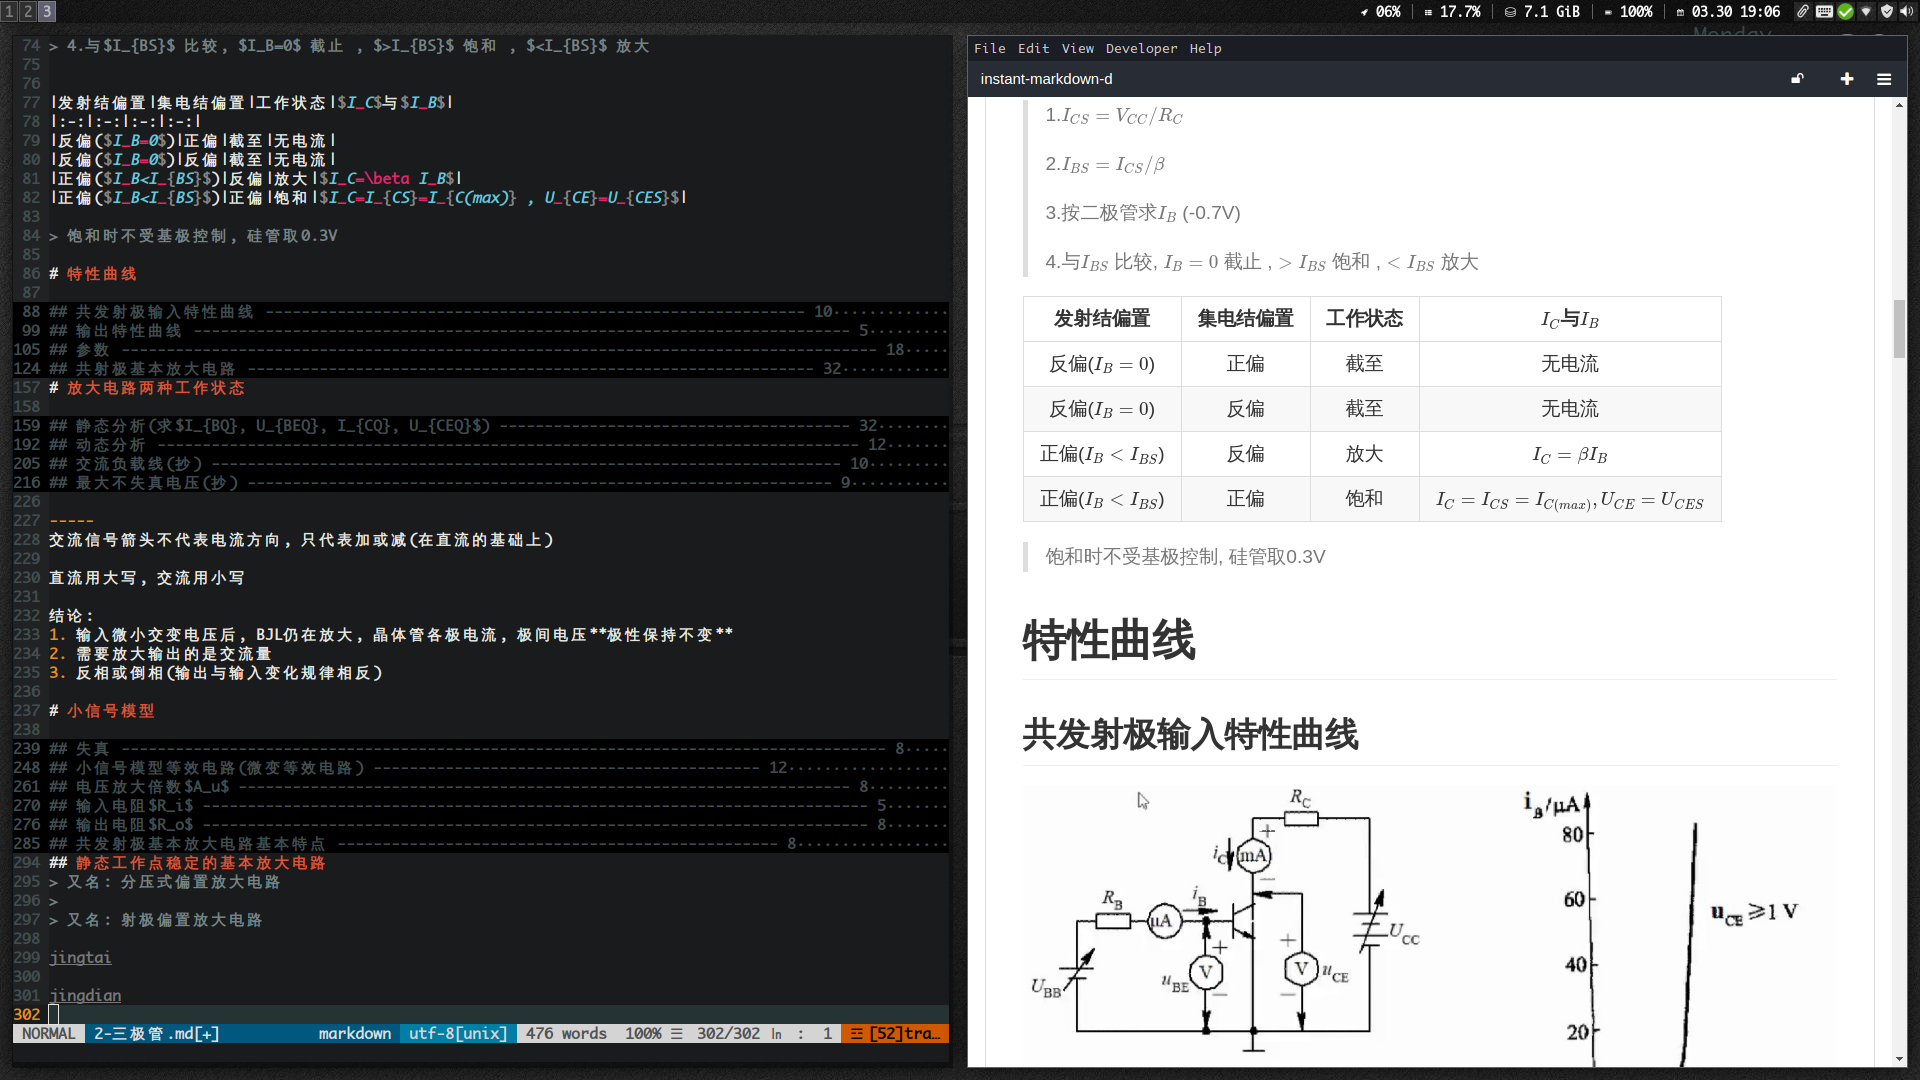 1 2 3
06% | 17.7% | 7.1 GiB | 100% | 03.30 19:06
74 > 4.与$I_{BS}$ 比较, $I_B=0$ 截止 , $>I_{BS}$ 饱和 , $<I_{BS}$ 放大
75
76
77 |发射结偏置|集电结偏置|工作状态|$I_C$与$I_B$|
78 |:-:|:-:|:-:|:-:|
79 |反偏($I_B=0$)|正偏|截至|无电流|
80 |反偏($I_B=0$)|反偏|截至|无电流|
81 |正偏($I_B<I_{BS}$)|反偏|放大|$I_C=\beta I_B$|
82 |正偏($I_B<I_{BS}$)|正偏|饱和|$I_C=I_{CS}=I_{C(max)} , U_{CE}=U_{CES}$|
83
84 > 饱和时不受基极控制, 硅管取0.3V
85
86 # 特性曲线
87
88 ## 共发射极输入特性曲线 ---- 10
99 ## 输出特性曲线 ---- 5
105 ## 参数 ---- 18
124 ## 共射极基本放大电路 ---- 32
157 # 放大电路两种工作状态
158
159 ## 静态分析(求$I_{BQ}, U_{BEQ}, I_{CQ}, U_{CEQ}$) ---- 32
192 ## 动态分析 ---- 12
205 ## 交流负载线(抄) ---- 10
216 ## 最大不失真电压(抄) ---- 9
226
227 -----
228 交流信号箭头不代表电流方向, 只代表加或减(在直流的基础上)
229
230 直流用大写, 交流用小写
231
232 结论:
233 1. 输入微小交变电压后, BJL仍在放大, 晶体管各极电流, 极间电压**极性保持不变**
234 2. 需要放大输出的是交流量
235 3. 反相或倒相(输出与输入变化规律相反)
236
237 # 小信号模型
238
239 ## 失真 ---- 8
248 ## 小信号模型等效电路(微变等效电路) ---- 12
261 ## 电压放大倍数$A_u$ ---- 8
270 ## 输入电阻$R_i$ ---- 5
276 ## 输出电阻$R_o$ ---- 8
285 ## 共发射极基本放大电路基本特点 ---- 8
294 ## 静态工作点稳定的基本放大电路
295 > 又名: 分压式偏置放大电路
296 >
297 > 又名: 射极偏置放大电路
298
299 jingtai
300
301 jingdian
302
NORMAL 2-三极管.md[+] markdown utf-8[unix] 476 words 100% ☰ 302/302 ㏑ : 1 ☲ [52]tra…
Monday
File Edit View Developer Help
instant-markdown-d
1.I_{CS} = V_{CC}/R_C
2.I_{BS} = I_{CS}/β
3.按二极管求I_B (-0.7V)
4.与I_{BS} 比较, I_B = 0 截止 , > I_{BS} 饱和 , < I_{BS} 放大
发射结偏置 集电结偏置 工作状态 I_C与I_B
反偏(I_B = 0) 正偏 截至 无电流
反偏(I_B = 0) 反偏 截至 无电流
正偏(I_B < I_{BS}) 反偏 放大 I_C = βI_B
正偏(I_B < I_{BS}) 正偏 饱和 I_C = I_{CS} = I_{C(max)}, U_{CE} = U_{CES}
饱和时不受基极控制, 硅管取0.3V
特性曲线
共发射极输入特性曲线
R_C
i_C mA
R_B μA i_B
U_{BB} u_{BE} V V u_{CE} U_{CC}
i_B/μA
80
60
u_{CE}≥1 V
40
20